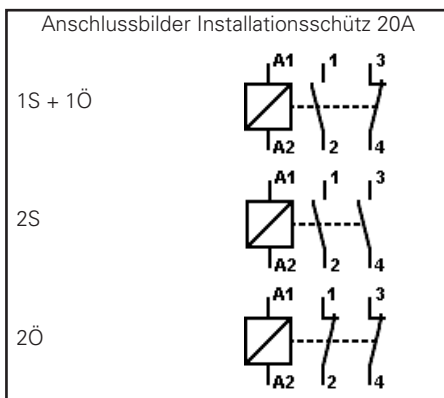 Anschlussbilder Installationsschütz 20A
A1 1 3
1S + 1Ö
A2 2 4
A1 1 3
2S
A2 2 4
A1 1 3
2Ö
A2 2 4